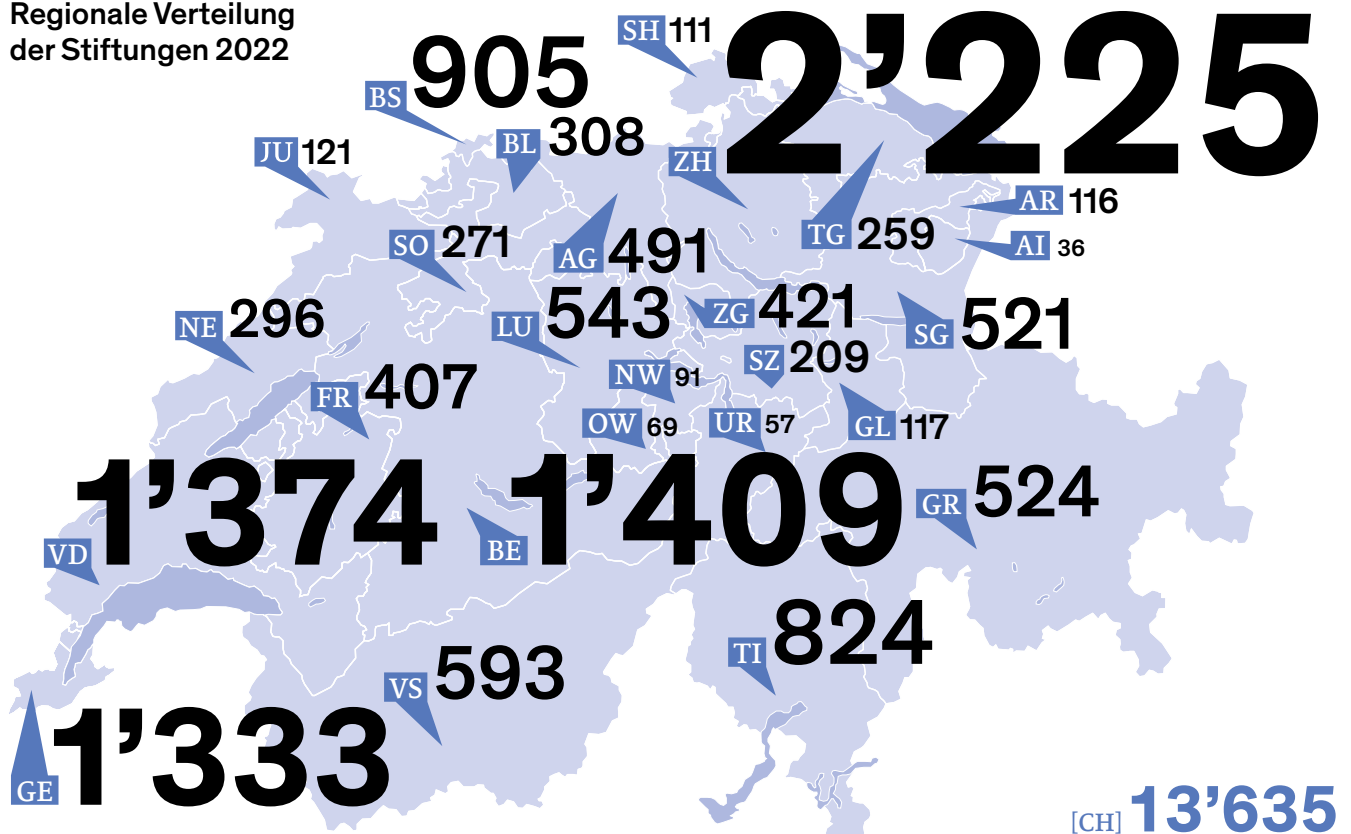 Regionale Verteilung
der Stiftungen 2022
SH 111
ZH 2’225
BS 905
BL 308
JU 121
AR 116
TG 259
AI 36
SO 271
AG 491
NE 296
LU 543
ZG 421
SG 521
SZ 209
NW 91
FR 407
OW 69
UR 57
GL 117
VD 1’374
BE 1’409
GR 524
TI 824
VS 593
GE 1’333
[CH] 13’635